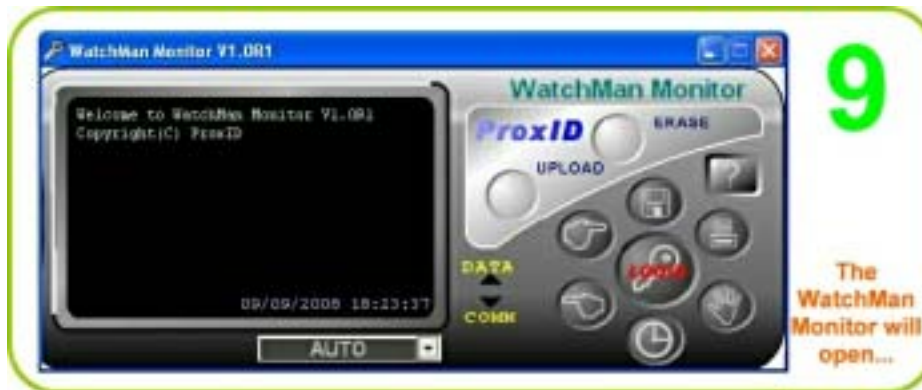 WatchMan Monitor V1.0R1
Welcome to WatchMan Monitor V1.0R1
Copyright(C) ProxID
09/09/2008 18:23:37
AUTO
WatchMan Monitor
ProxID
ERASE
UPLOAD
?
DATA
COMM
9
The
WatchMan
Monitor will
open...